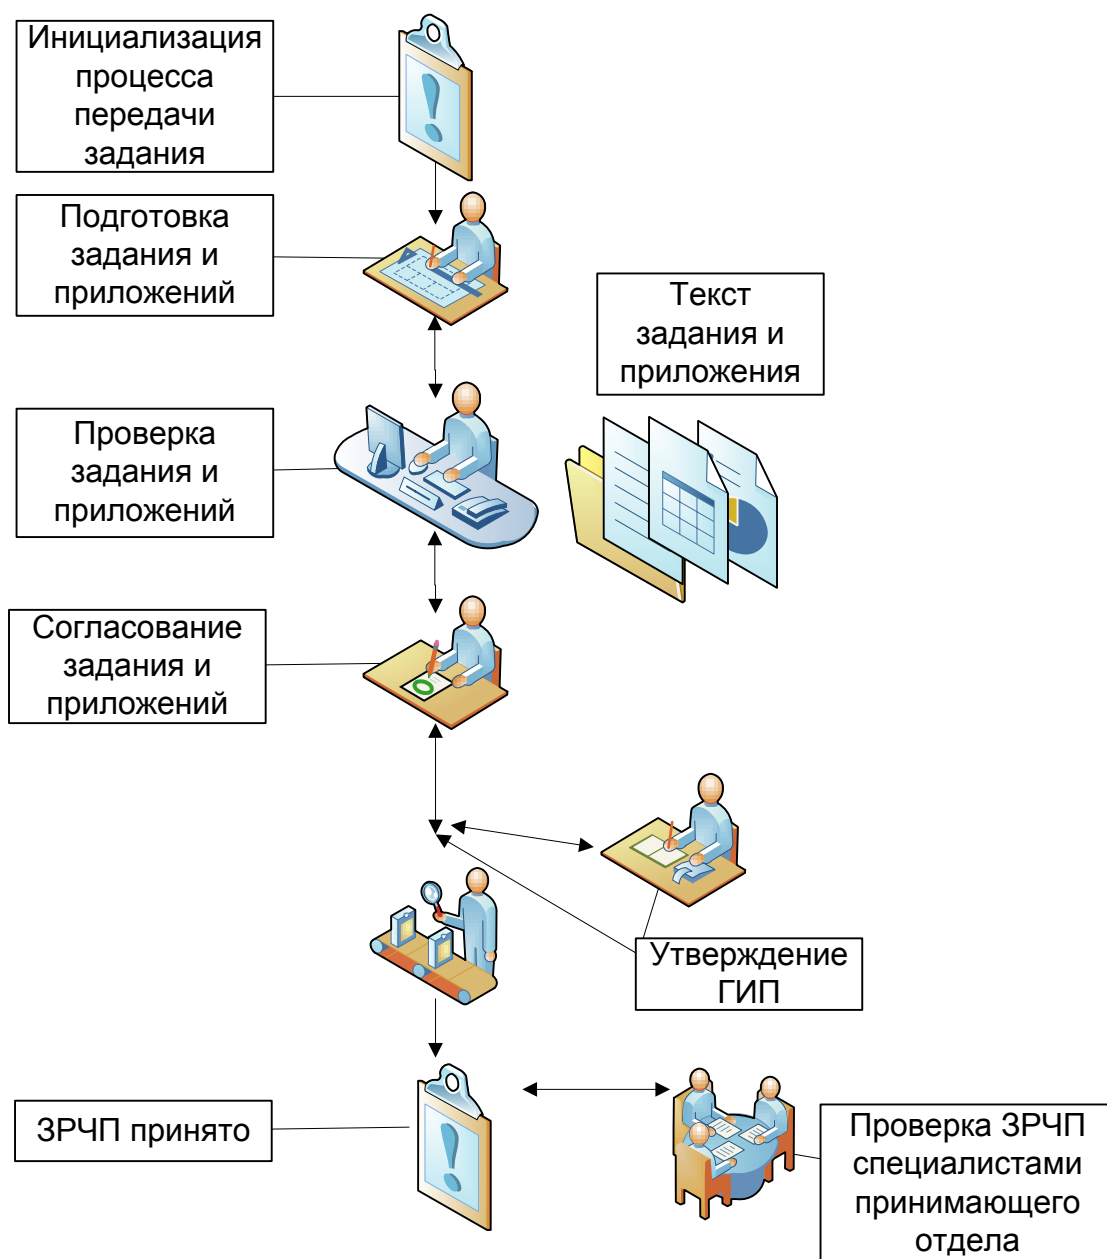 Инициализация
процесса
передачи
задания
Подготовка
задания и
приложений
Текст
задания и
приложения
Проверка
задания и
приложений
Согласование
задания и
приложений
Утверждение
ГИП
ЗРЧП принято
Проверка ЗРЧП
специалистами
принимающего
отдела